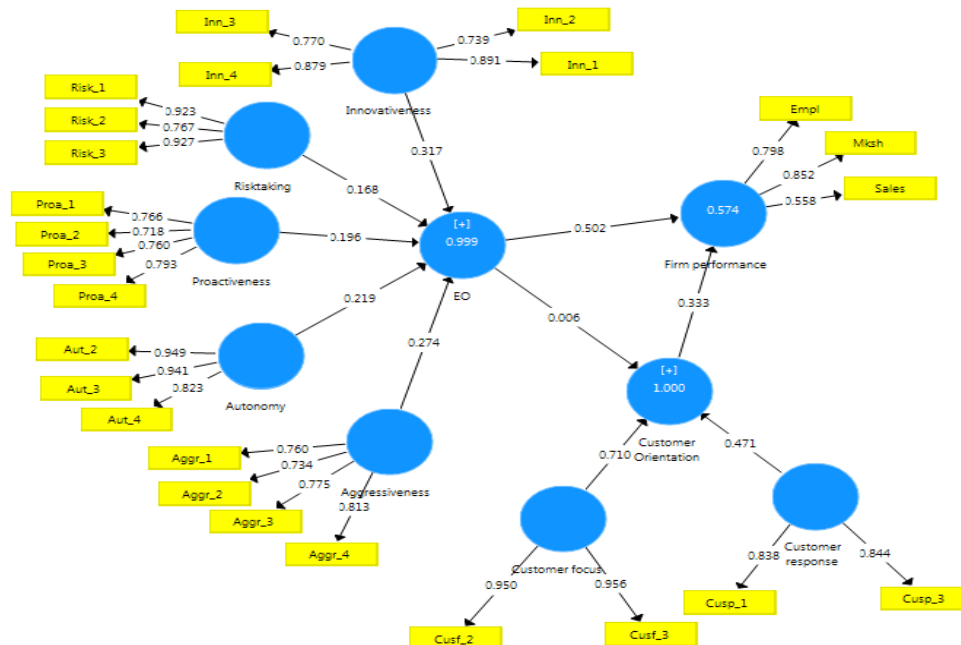 Inn_3
0.770
Inn_2
0.739
Inn_4
0.879
0.891
Inn_1
Innovativeness
Risk_1
0.923
Risk_2
0.767
Risk_3
0.927
Risktaking
0.317
0.168
Empl
0.798
Mksh
0.852
Sales
0.558
0.574
Firm performance
Proa_1
0.766
Proa_2
0.718
Proa_3
0.760
Proa_4
0.793
Proactiveness
0.196
[+]
0.999
EO
0.502
0.219
0.274
0.006
0.333
Aut_2
0.949
Aut_3
0.941
Aut_4
0.823
Autonomy
[+]
1.000
Customer
Orientation
Aggr_1
0.760
Aggr_2
0.734
Aggr_3
0.775
Aggr_4
0.813
Aggressiveness
0.710
0.471
Customer focus
Customer
response
0.950
0.956
0.838
0.844
Cusf_2
Cusf_3
Cusp_1
Cusp_3